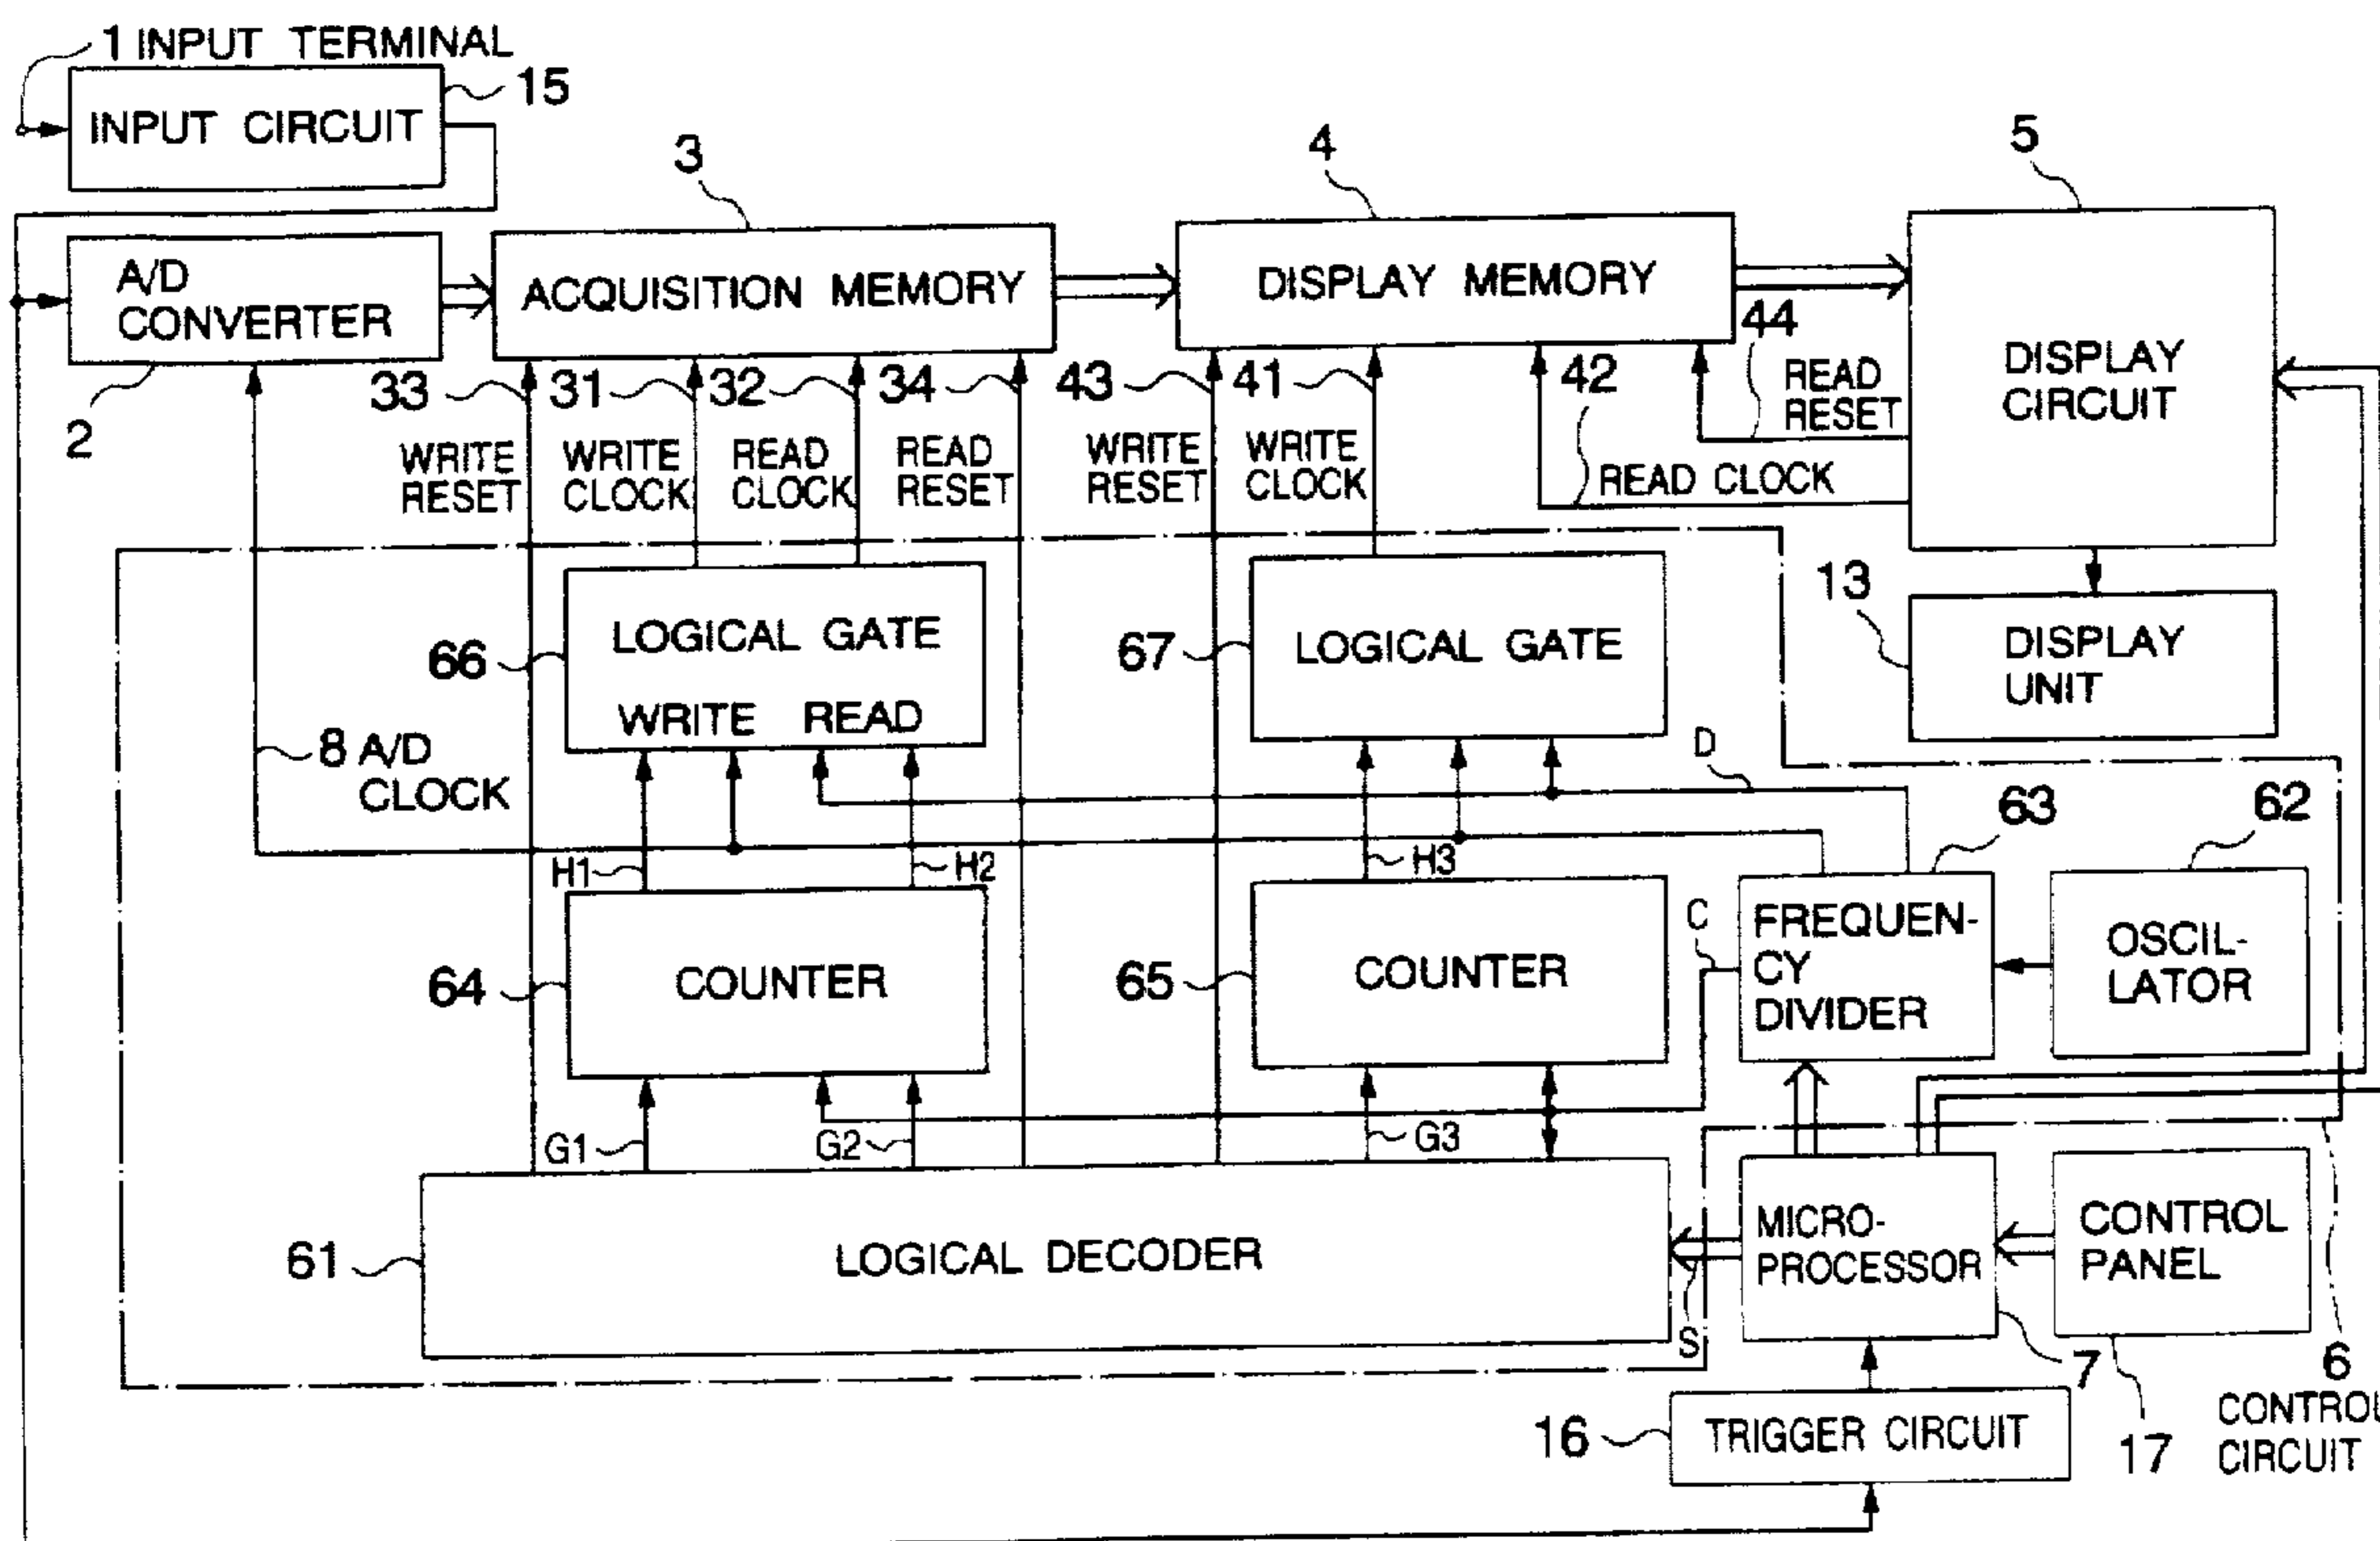 1 INPUT TERMINAL
INPUT CIRCUIT
15
3
4
5
A/D
CONVERTER
ACQUISITION MEMORY
DISPLAY MEMORY
DISPLAY
CIRCUIT
2
33
31
32
34
43
41
42
44
WRITE
RESET
WRITE
CLOCK
READ
CLOCK
READ
RESET
WRITE
RESET
WRITE
CLOCK
READ
RESET
READ CLOCK
66
LOGICAL GATE
WRITE READ
67
LOGICAL GATE
13
DISPLAY
UNIT
8 A/D
CLOCK
D
63
62
H1
H2
H3
C
64
COUNTER
65
COUNTER
FREQUEN-
CY
DIVIDER
OSCIL-
LATOR
G1
G2
G3
61
LOGICAL DECODER
S
MICRO-
PROCESSOR
CONTROL
PANEL
7
17
6
CONTROL
CIRCUIT
16
TRIGGER CIRCUIT